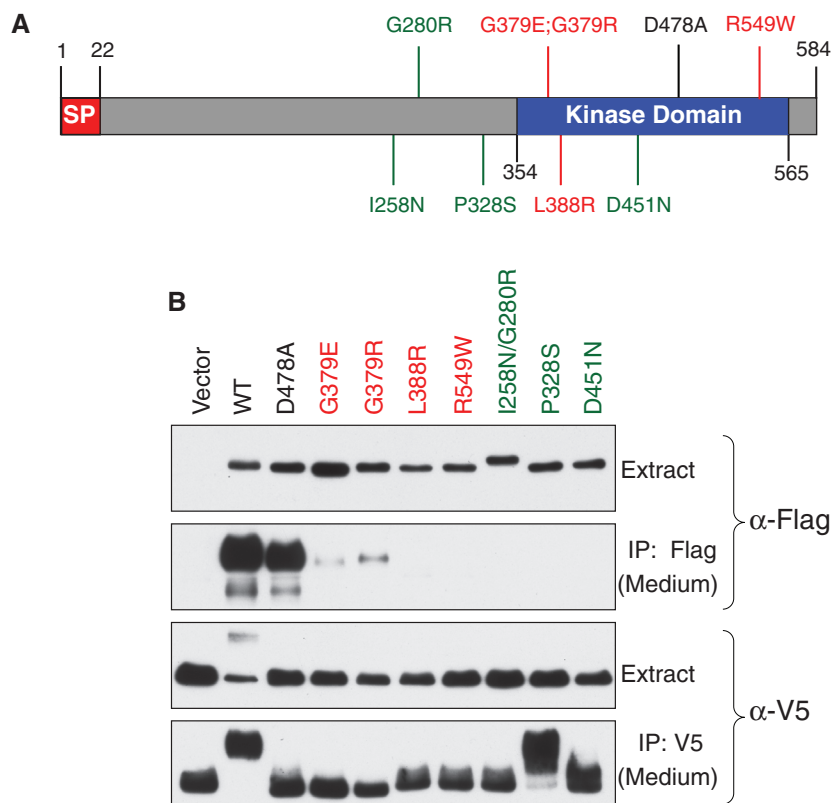 A
G280R G379E;G379R D478A R549W
1 22 584
SP Kinase Domain
354 565
I258N P328S L388R D451N
B
Vector WT D478A G379E G379R L388R R549W I258N/G280R P328S D451N
Extract
α-Flag
IP: Flag
(Medium)
Extract
α-V5
IP: V5
(Medium)